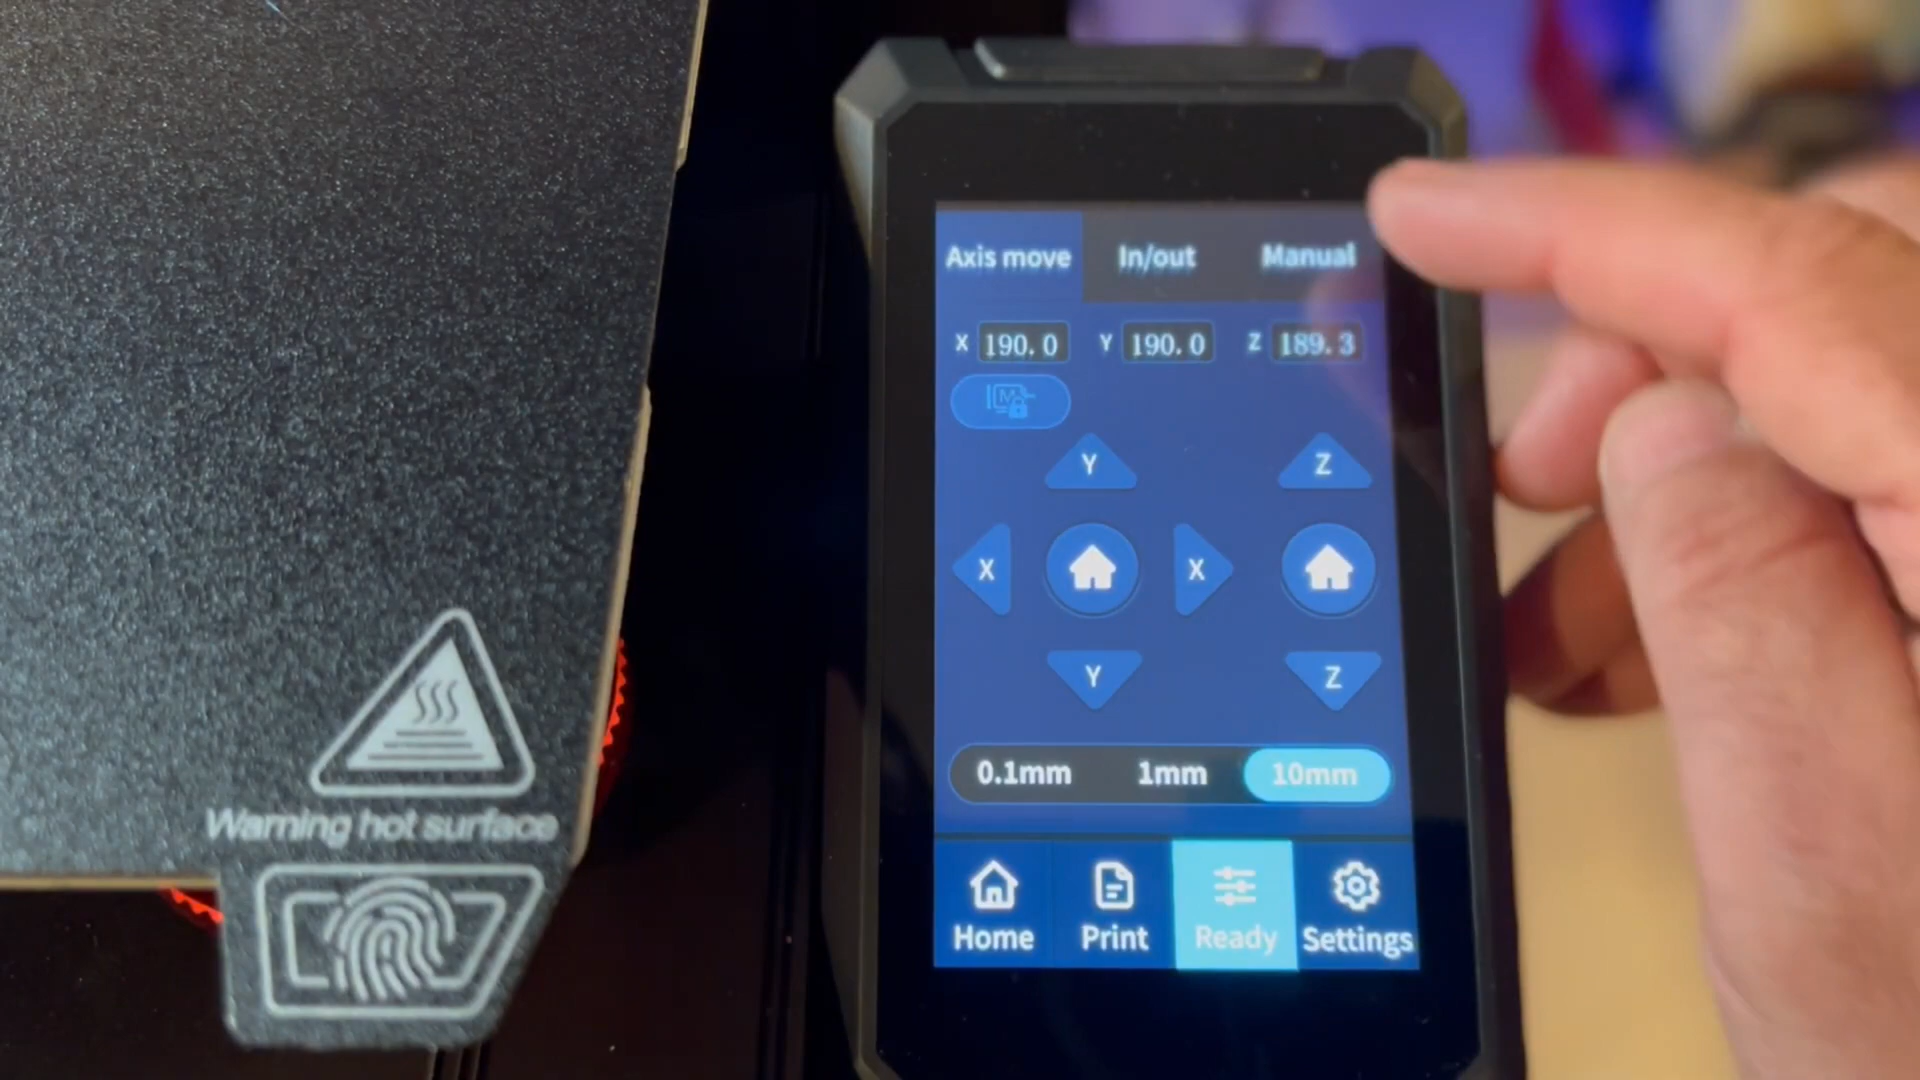 Axis move In/out Manual
X 190.0 Y 190.0 Z 189.3
Y Z
X X
Y Z
0.1mm 1mm 10mm
Home Print Ready Settings
Warning hot surface